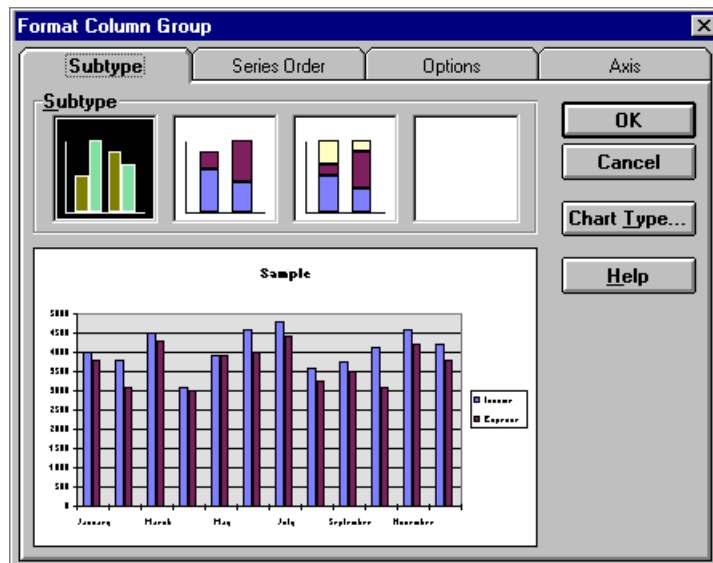 Format Column Group
Subtype Series Order Options Axis
Subtype
OK
Cancel
Chart Type...
Help
Sample
5000
4500
4000
3500
3000
2500
2000
1500
1000
500
0
January March May July September November
Income
Expense